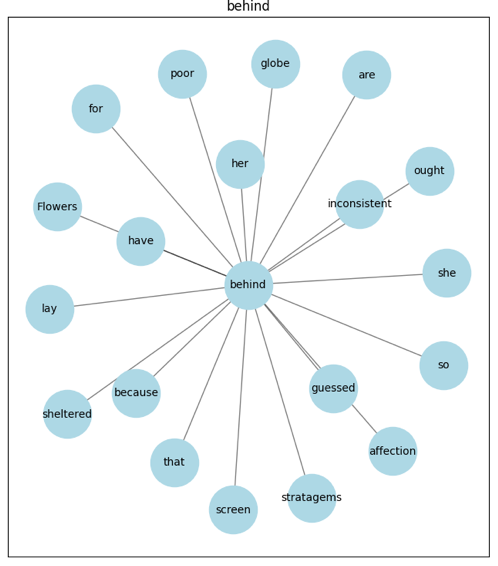 behind
globe
poor
are
for
her
ought
inconsistent
Flowers
have
she
behind
lay
so
guessed
because
sheltered
affection
that
stratagems
screen